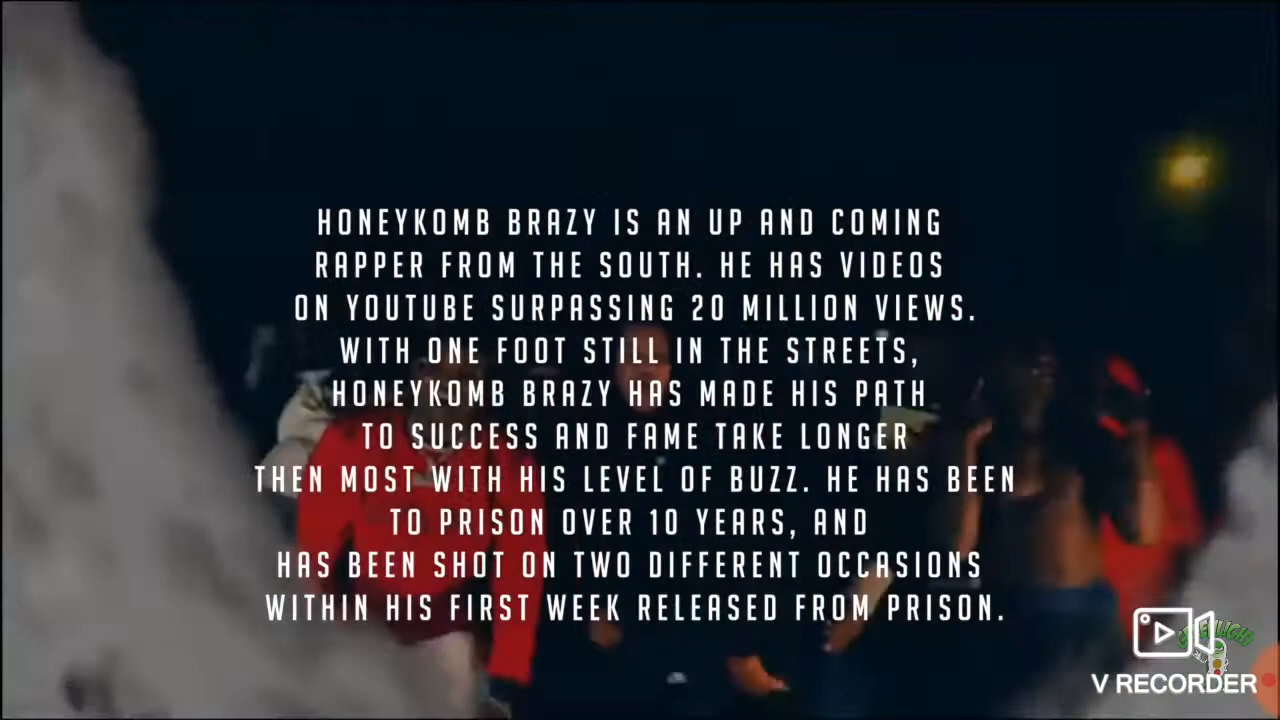 HONEYKOMB BRAZY IS AN UP AND COMING
RAPPER FROM THE SOUTH. HE HAS VIDEOS
ON YOUTUBE SURPASSING 20 MILLION VIEWS.
WITH ONE FOOT STILL IN THE STREETS,
HONEYKOMB BRAZY HAS MADE HIS PATH
TO SUCCESS AND FAME TAKE LONGER
THEN MOST WITH HIS LEVEL OF BUZZ. HE HAS BEEN
TO PRISON OVER 10 YEARS, AND
HAS BEEN SHOT ON TWO DIFFERENT OCCASIONS
WITHIN HIS FIRST WEEK RELEASED FROM PRISON.
V RECORDER